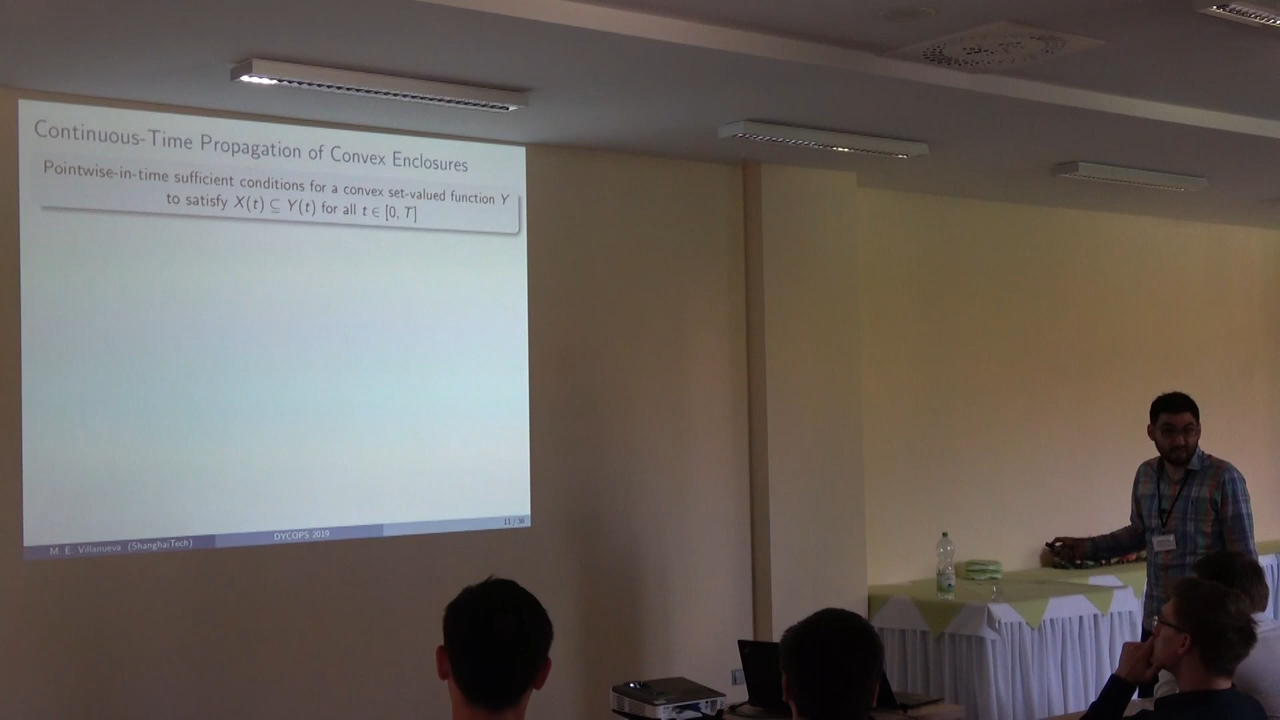 Continuous-Time Propagation of Convex Enclosures
Pointwise-in-time sufficient conditions for a convex set-valued function Y
to satisfy X(t) ⊆ Y(t) for all t ∈ [0, T]
M. E. Villanueva (ShanghaiTech)
DYCOPS 2019
11 / 36